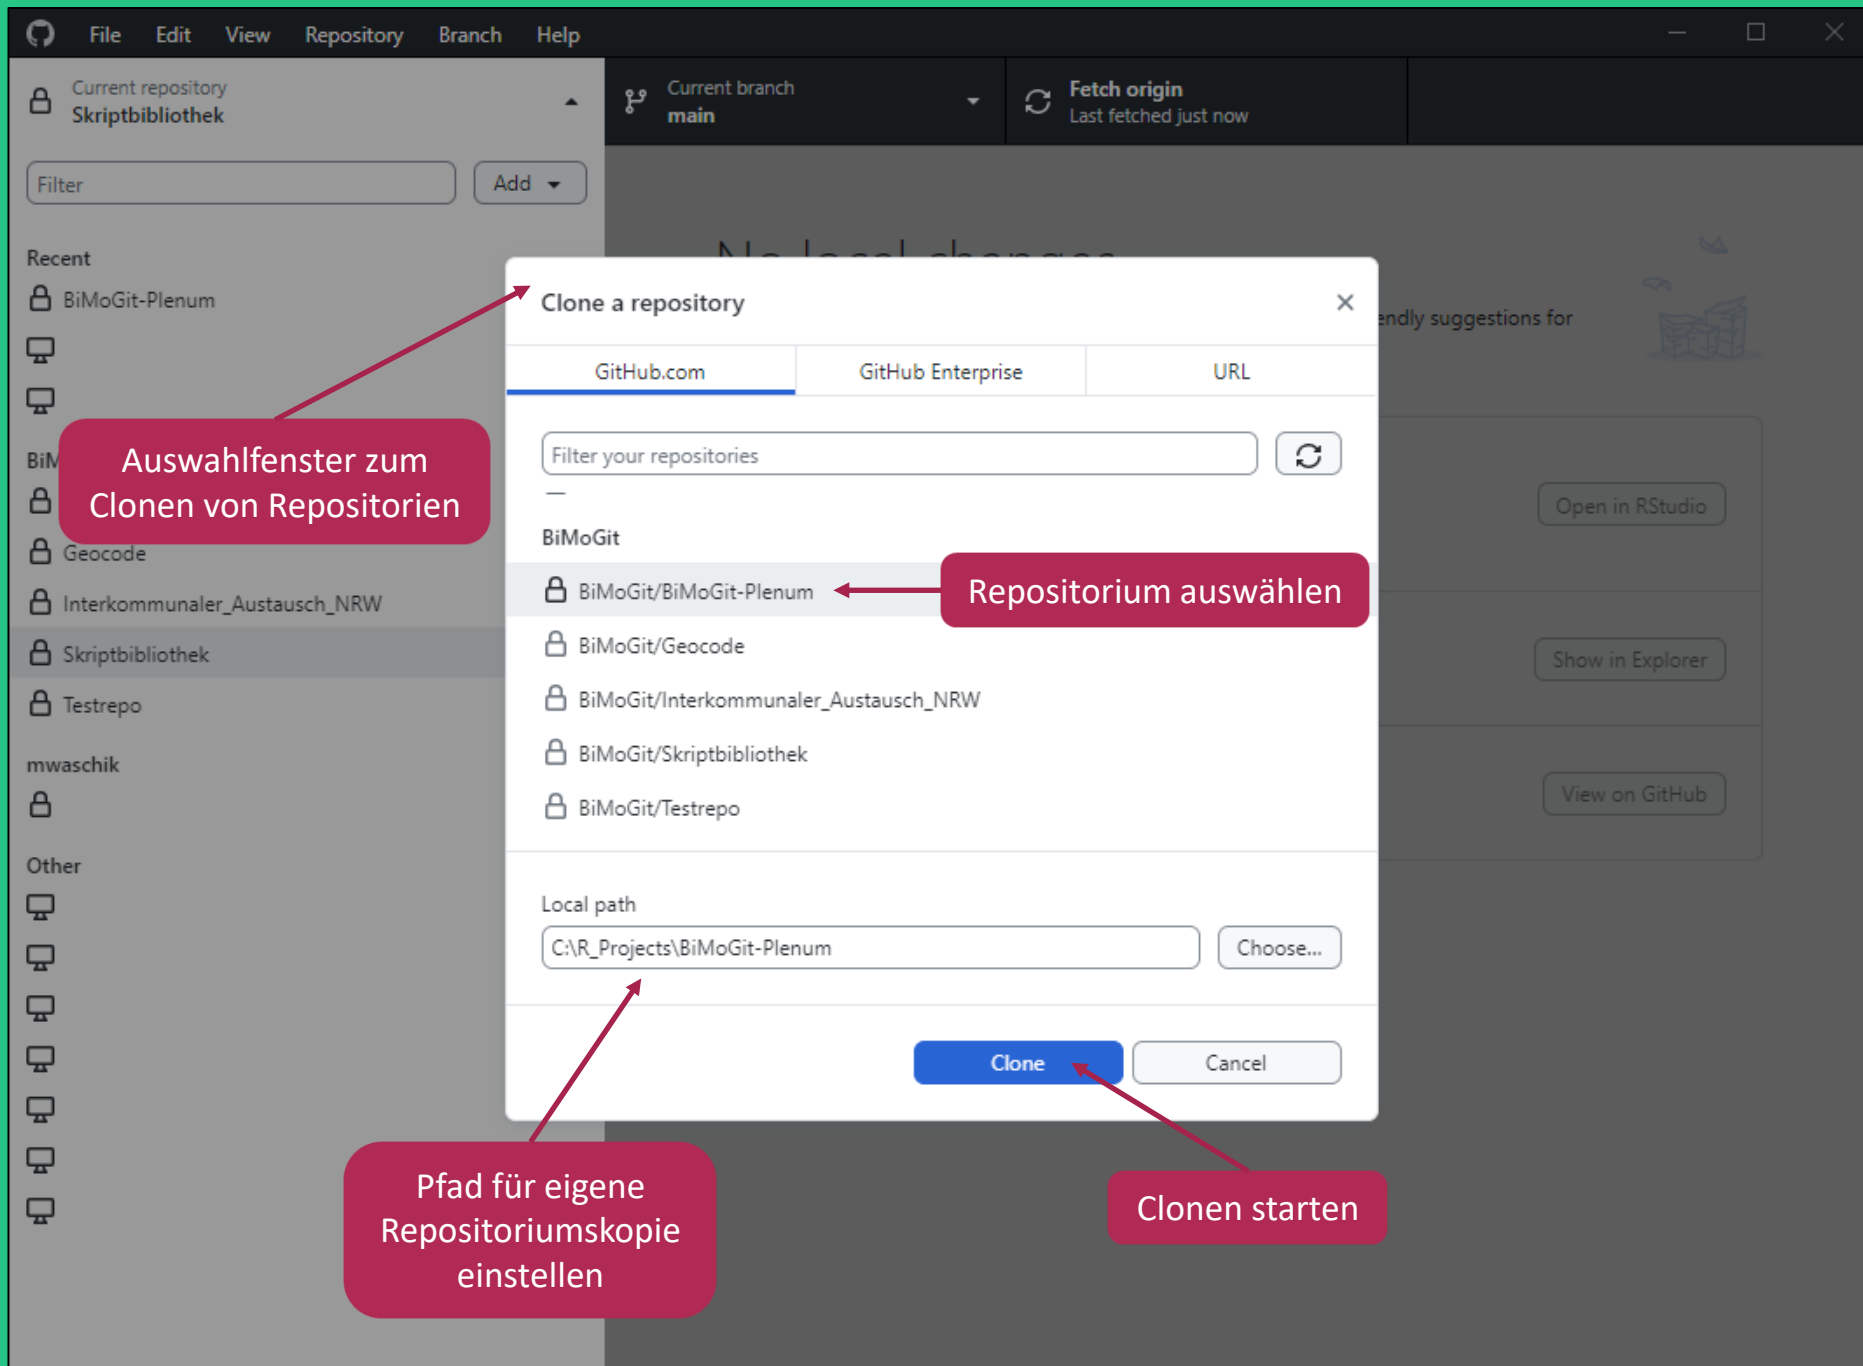 File Edit View Repository Branch Help
Current repository
Skriptbibliothek
Current branch
main
Fetch origin
Last fetched just now
Filter
Add
Recent
BiMoGit-Plenum
BiM
Geocode
Interkommunaler_Austausch_NRW
Skriptbibliothek
Testrepo
mwaschik
Other
No local changes
endly suggestions for
Open in RStudio
Show in Explorer
View on GitHub
Clone a repository
GitHub.com
GitHub Enterprise
URL
Filter your repositories
BiMoGit
BiMoGit/BiMoGit-Plenum
BiMoGit/Geocode
BiMoGit/Interkommunaler_Austausch_NRW
BiMoGit/Skriptbibliothek
BiMoGit/Testrepo
Local path
C:\R_Projects\BiMoGit-Plenum
Choose...
Clone
Cancel
Auswahlfenster zum
Clonen von Repositorien
Repositorium auswählen
Pfad für eigene
Repositoriumskopie
einstellen
Clonen starten